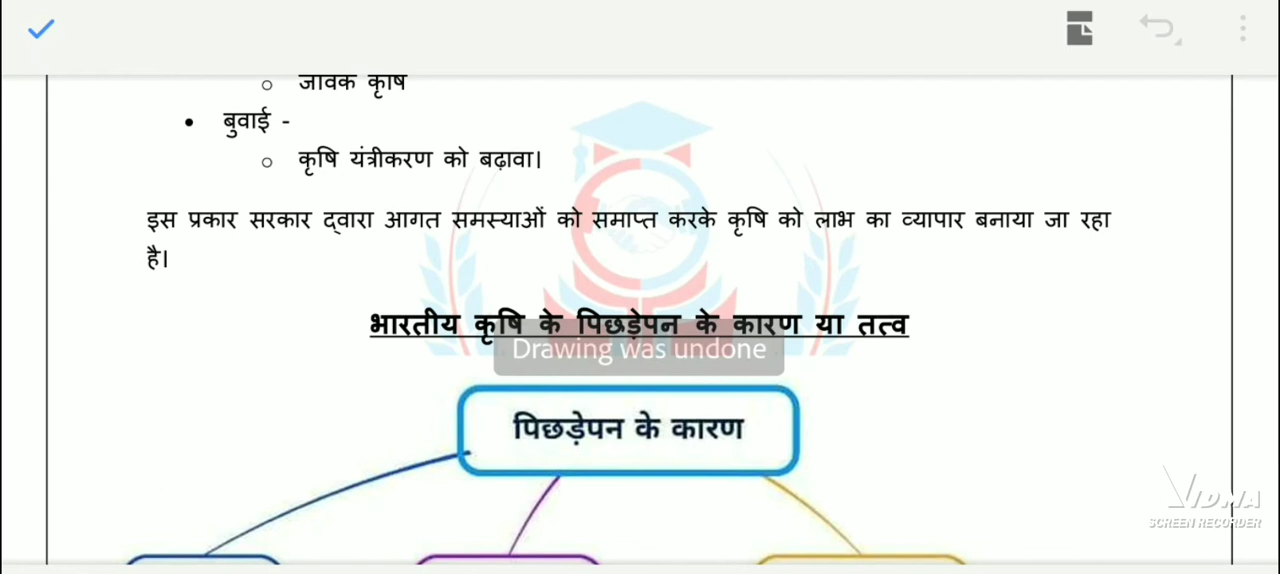 जैविक कृषि
बुवाई -
कृषि यंत्रीकरण को बढ़ावा।
इस प्रकार सरकार द्वारा आगत समस्याओं को समाप्त करके कृषि को लाभ का व्यापार बनाया जा रहा
है।
भारतीय कृषि के पिछड़ेपन के कारण या तत्व
Drawing was undone
पिछड़ेपन के कारण
VIDMA
SCREEN RECORDER